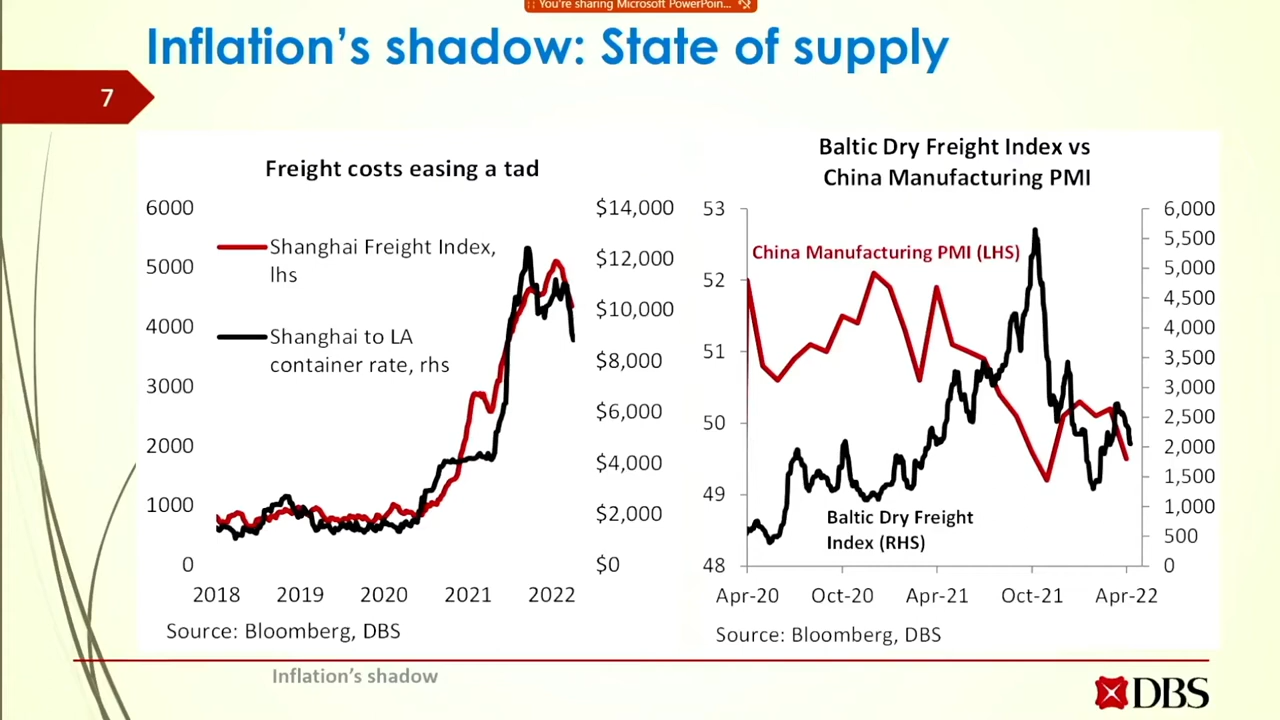 You're sharing Microsoft PowerPoin...
Inflation's shadow: State of supply
7
Freight costs easing a tad
6000
5000
4000
3000
2000
1000
0
Shanghai Freight Index,
lhs
Shanghai to LA
container rate, rhs
$14,000
$12,000
$10,000
$8,000
$6,000
$4,000
$2,000
$0
2018 2019 2020 2021 2022
Source: Bloomberg, DBS
Baltic Dry Freight Index vs
China Manufacturing PMI
53
52
51
50
49
48
China Manufacturing PMI (LHS)
Baltic Dry Freight
Index (RHS)
6,000
5,500
5,000
4,500
4,000
3,500
3,000
2,500
2,000
1,500
1,000
500
0
Apr-20 Oct-20 Apr-21 Oct-21 Apr-22
Source: Bloomberg, DBS
Inflation's shadow
DBS